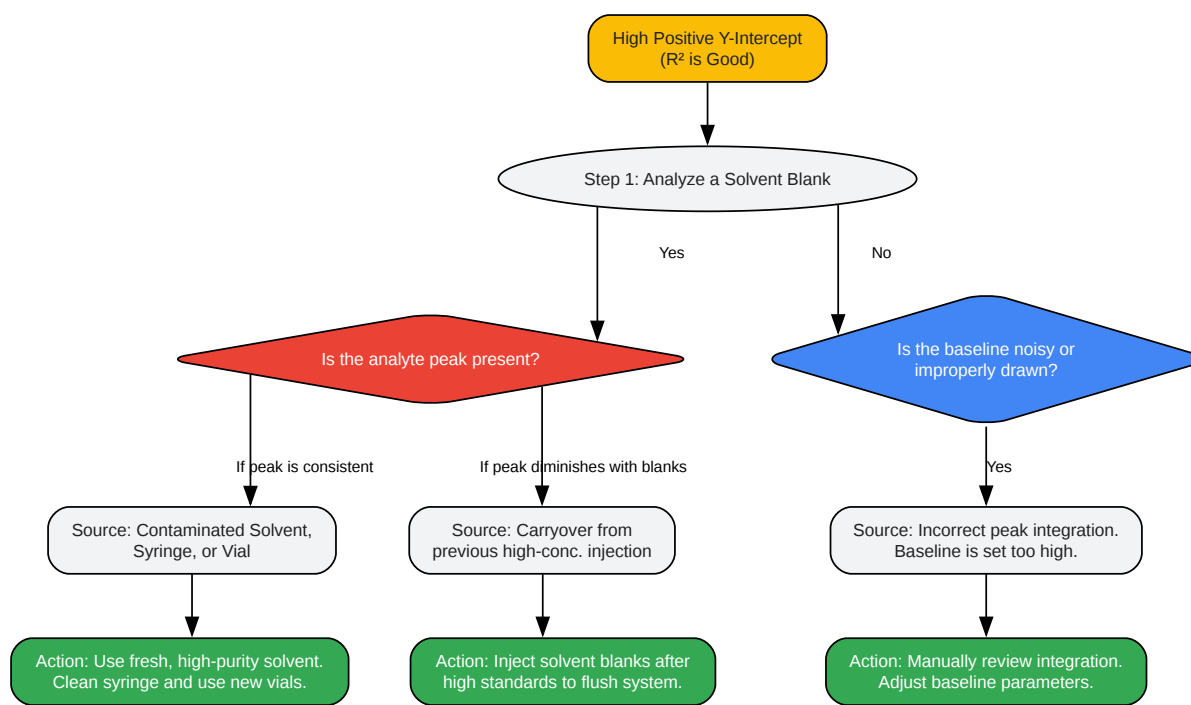 High Positive Y-Intercept
(R² is Good)
Step 1: Analyze a Solvent Blank
Yes
No
Is the analyte peak present?
Is the baseline noisy or
improperly drawn?
If peak is consistent
If peak diminishes with blanks
Yes
Source: Contaminated Solvent,
Syringe, or Vial
Source: Carryover from
previous high-conc. injection
Source: Incorrect peak integration.
Baseline is set too high.
Action: Use fresh, high-purity solvent.
Clean syringe and use new vials.
Action: Inject solvent blanks after
high standards to flush system.
Action: Manually review integration.
Adjust baseline parameters.